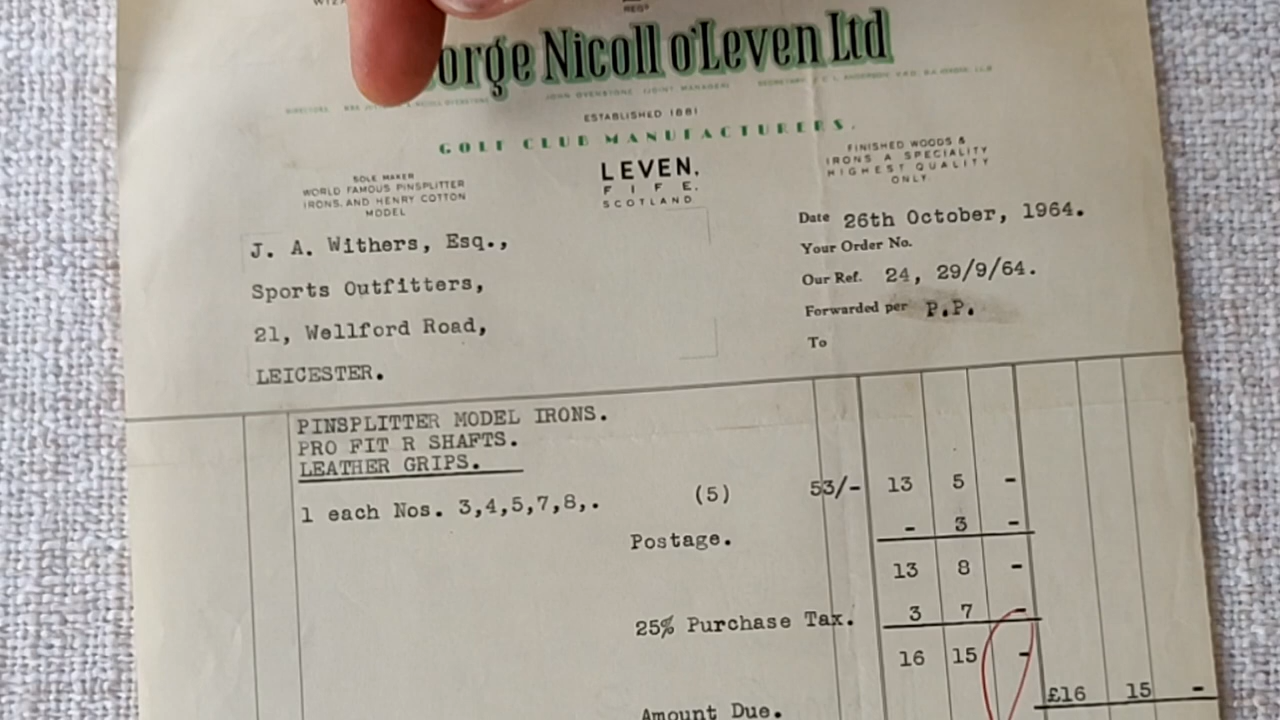 orge Nicoll o'Leven Ltd
ESTABLISHED 1881
GOLF CLUB MANUFACTURERS.
SOLE MAKER
WORLD FAMOUS PINSPLITTER
IRONS. AND HENRY COTTON
MODEL
LEVEN,
FIFE,
SCOTLAND
FINISHED WOODS &
IRONS A SPECIALITY
HIGHEST QUALITY
ONLY.
J. A. Withers, Esq.,
Sports Outfitters,
21, Wellford Road,
LEICESTER.
Date 26th October, 1964.
Your Order No.
Our Ref. 24, 29/9/64.
Forwarded per P.P.
To
PINSPLITTER MODEL IRONS.
PRO FIT R SHAFTS.
LEATHER GRIPS.
1 each Nos. 3,4,5,7,8,. (5) 53/- 13 5 -
Postage. - 3 -
13 8 -
25% Purchase Tax. 3 7 -
16 15 -
Amount Due. £16 15 -